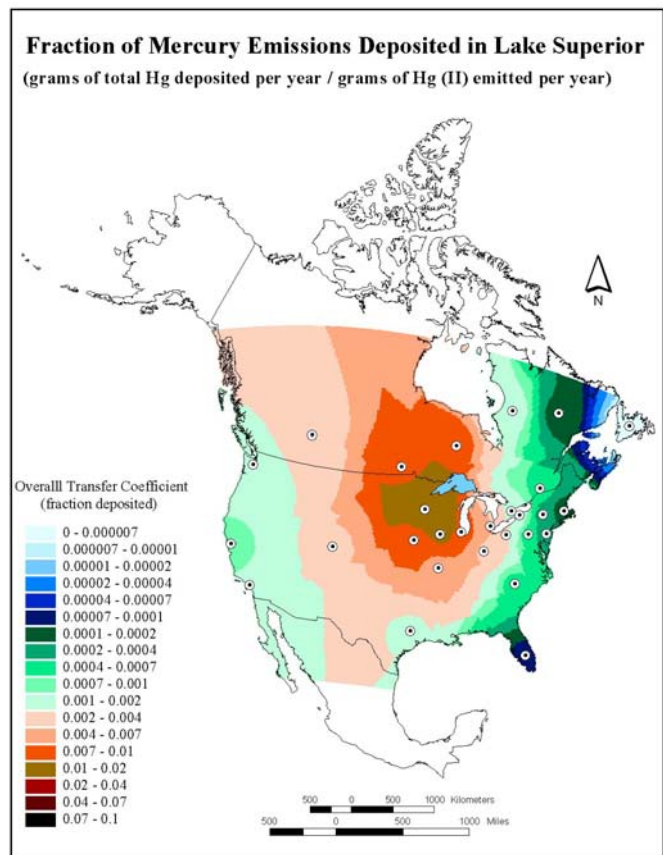 Fraction of Mercury Emissions Deposited in Lake Superior
(grams of total Hg deposited per year / grams of Hg (II) emitted per year)
N
Overalll Transfer Coefficient
(fraction deposited)
0 - 0.000007
0.000007 - 0.00001
0.00001 - 0.00002
0.00002 - 0.00004
0.00004 - 0.00007
0.00007 - 0.0001
0.0001 - 0.0002
0.0002 - 0.0004
0.0004 - 0.0007
0.0007 - 0.001
0.001 - 0.002
0.002 - 0.004
0.004 - 0.007
0.007 - 0.01
0.01 - 0.02
0.02 - 0.04
0.04 - 0.07
0.07 - 0.1
500 0 500 1000 Kilometers
500 0 500 1000 Miles